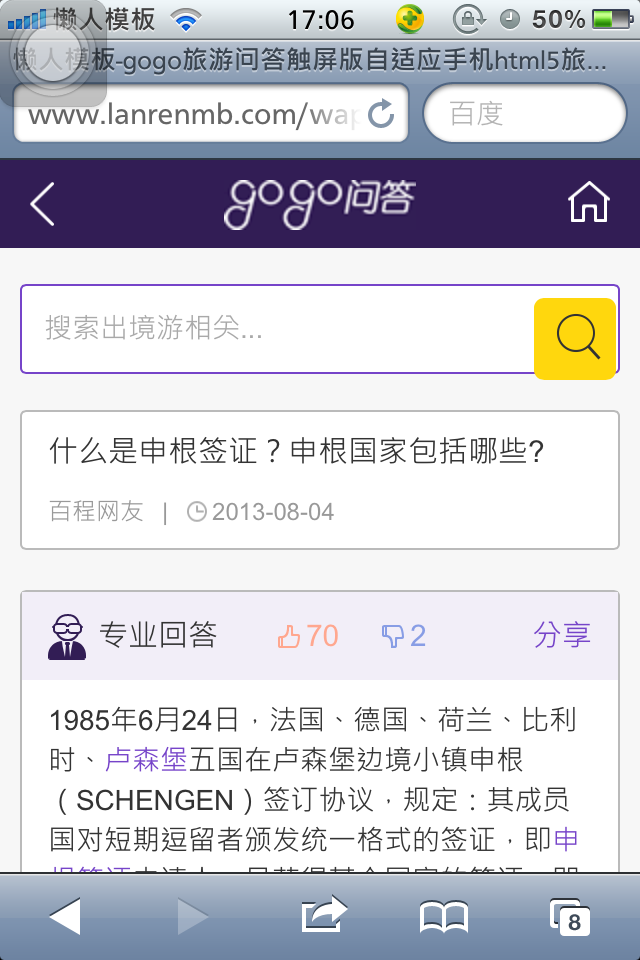 懒人模板 17:06 50%
懒人模板-gogo旅游问答触屏版自适应手机html5旅...
www.lanrenmb.com/wap 百度
gogo问答
搜索出境游相关...
什么是申根签证？申根国家包括哪些?
百程网友 | 2013-08-04
专业回答 70 2 分享
1985年6月24日，法国、德国、荷兰、比利
时、卢森堡五国在卢森堡边境小镇申根
（SCHENGEN）签订协议，规定：其成员
国对短期逗留者颁发统一格式的签证，即申
根签证
8